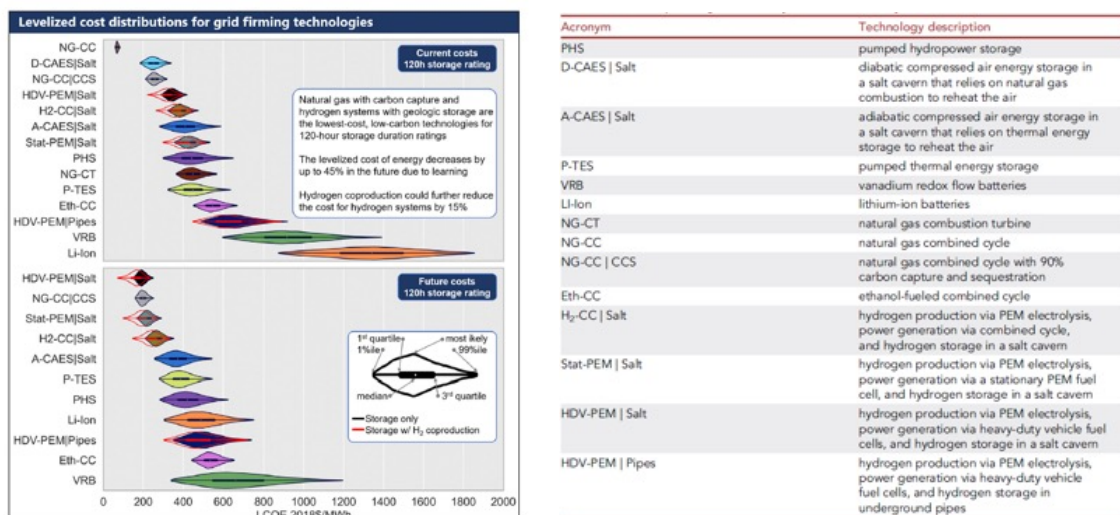 Levelized cost distributions for grid firming technologies
NG-CC
D-CAES|Salt
NG-CC|CCS
HDV-PEM|Salt
H2-CC|Salt
A-CAES|Salt
Stat-PEM|Salt
PHS
NG-CT
P-TES
Eth-CC
HDV-PEM|Pipes
VRB
Li-Ion
Current costs
120h storage rating
Natural gas with carbon capture and
hydrogen systems with geologic storage are
the lowest-cost, low-carbon technologies for
120-hour storage duration ratings
The levelized cost of energy decreases by
up to 45% in the future due to learning
Hydrogen coproduction could further reduce
the cost for hydrogen systems by 15%
HDV-PEM|Salt
NG-CC|CCS
Stat-PEM|Salt
H2-CC|Salt
A-CAES|Salt
P-TES
PHS
Li-Ion
HDV-PEM|Pipes
Eth-CC
VRB
Future costs
120h storage rating
1st quartile
most likely
1%ile
99%ile
median
3rd quartile
Storage only
Storage w/ H2 coproduction
0 200 400 600 800 1000 1200 1400 1600 1800 2000
LCOE 2018$/MWh
Acronym Technology description
PHS pumped hydropower storage
D-CAES | Salt diabatic compressed air energy storage in
a salt cavern that relies on natural gas
combustion to reheat the air
A-CAES | Salt adiabatic compressed air energy storage in
a salt cavern that relies on thermal energy
storage to reheat the air
P-TES pumped thermal energy storage
VRB vanadium redox flow batteries
LI-Ion lithium-ion batteries
NG-CT natural gas combustion turbine
NG-CC natural gas combined cycle
NG-CC | CCS natural gas combined cycle with 90%
carbon capture and sequestration
Eth-CC ethanol-fueled combined cycle
H2-CC | Salt hydrogen production via PEM electrolysis,
power generation via combined cycle,
and hydrogen storage in a salt cavern
Stat-PEM | Salt hydrogen production via PEM electrolysis,
power generation via a stationary PEM fuel
cell, and hydrogen storage in a salt cavern
HDV-PEM | Salt hydrogen production via PEM electrolysis,
power generation via heavy-duty vehicle fuel
cells, and hydrogen storage in a salt cavern
HDV-PEM | Pipes hydrogen production via PEM electrolysis,
power generation via heavy-duty vehicle
fuel cells, and hydrogen storage in
underground pipes